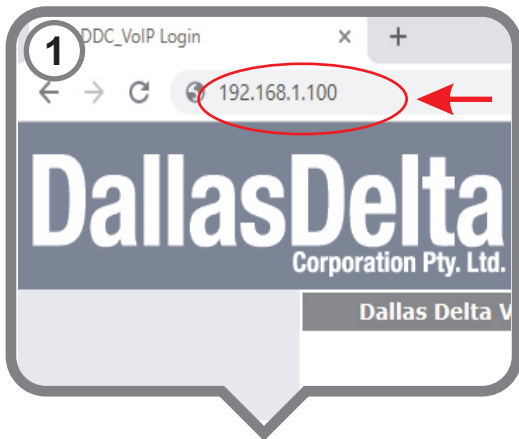 1
DDC_VoIP Login
192.168.1.100
DallasDelta
Corporation Pty. Ltd.
Dallas Delta V